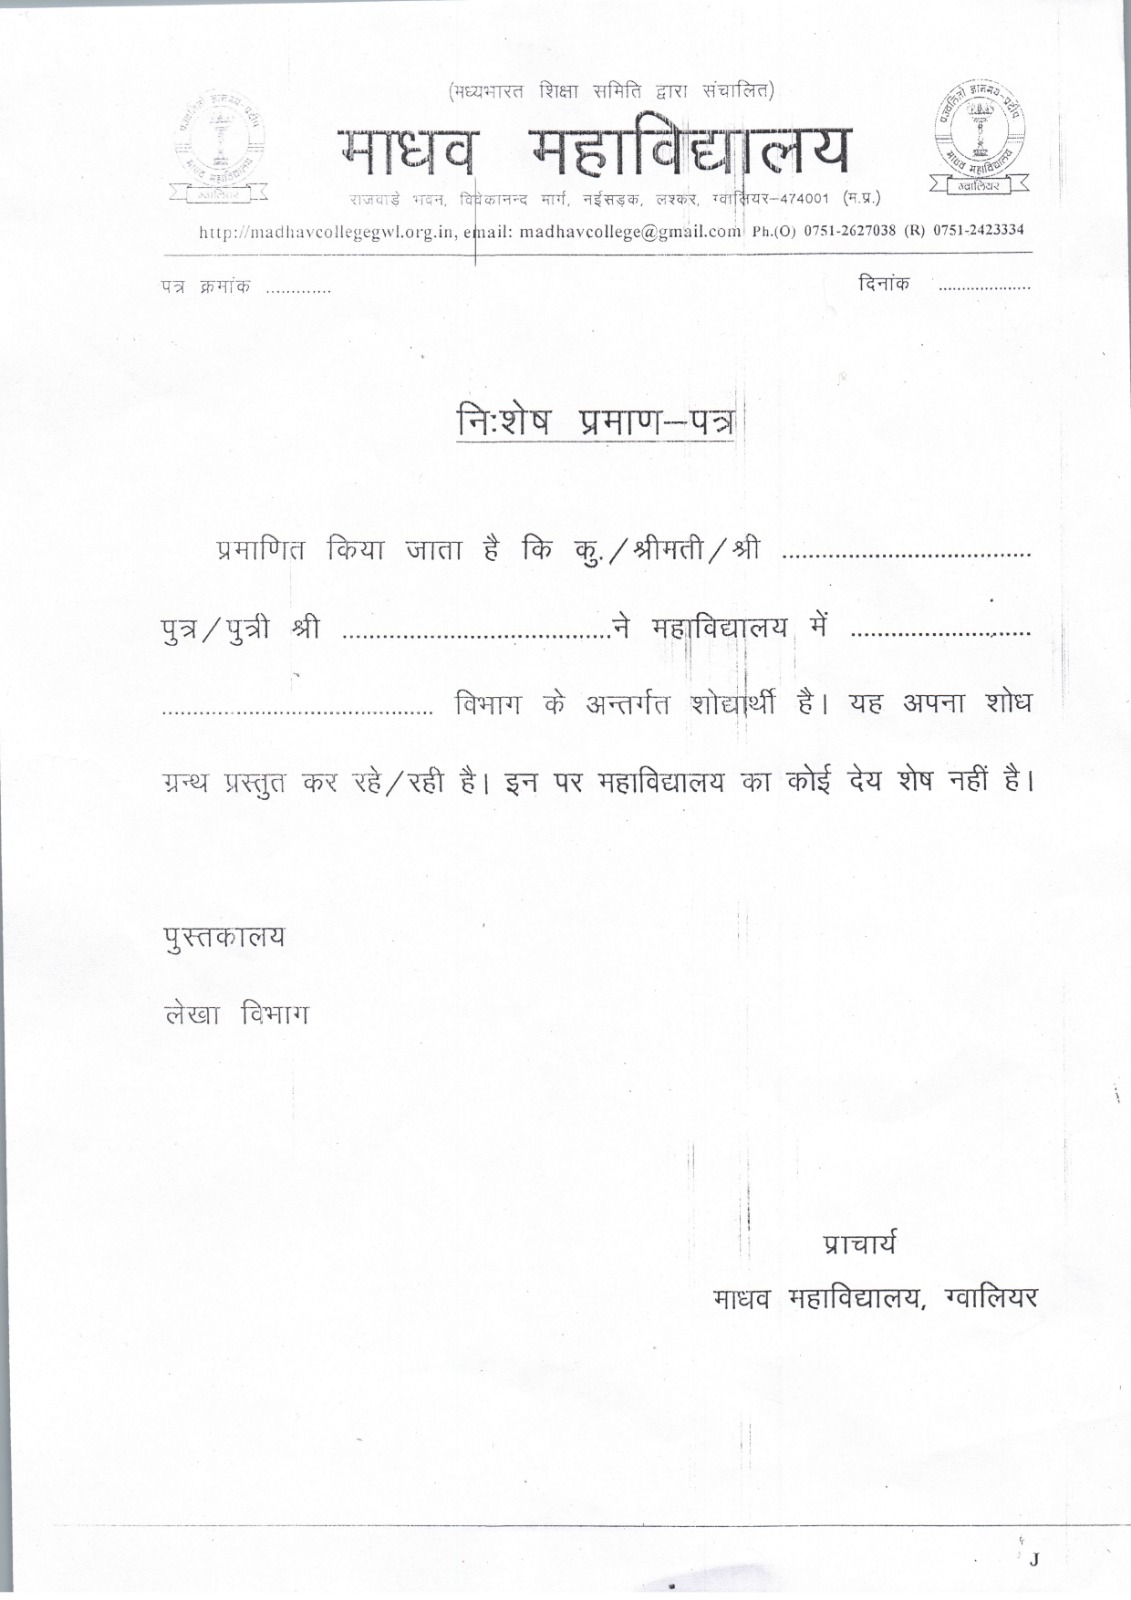 (मध्यभारत शिक्षा समिति द्वारा संचालित)
माधव महाविद्यालय
राजवाड़े भवन, विवेकानन्द मार्ग, नईसड़क, लश्कर, ग्वालियर-474001 (म.प्र.)
http://madhavcollegegwl.org.in, email: madhavcollege@gmail.com Ph.(O) 0751-2627038 (R) 0751-2423334
पत्र क्रमांक ............. दिनांक ....................
नि:शेष प्रमाण–पत्र
प्रमाणित किया जाता है कि कु./श्रीमती/श्री ....................................
पुत्र/पुत्री श्री .......................................ने महाविद्यालय में ..........................
....................................... विभाग के अन्तर्गत शोद्यार्थी है। यह अपना शोध
ग्रन्थ प्रस्तुत कर रहे/रही है। इन पर महाविद्यालय का कोई देय शेष नहीं है।
पुस्तकालय
लेखा विभाग
प्राचार्य
माधव महाविद्यालय, ग्वालियर
J